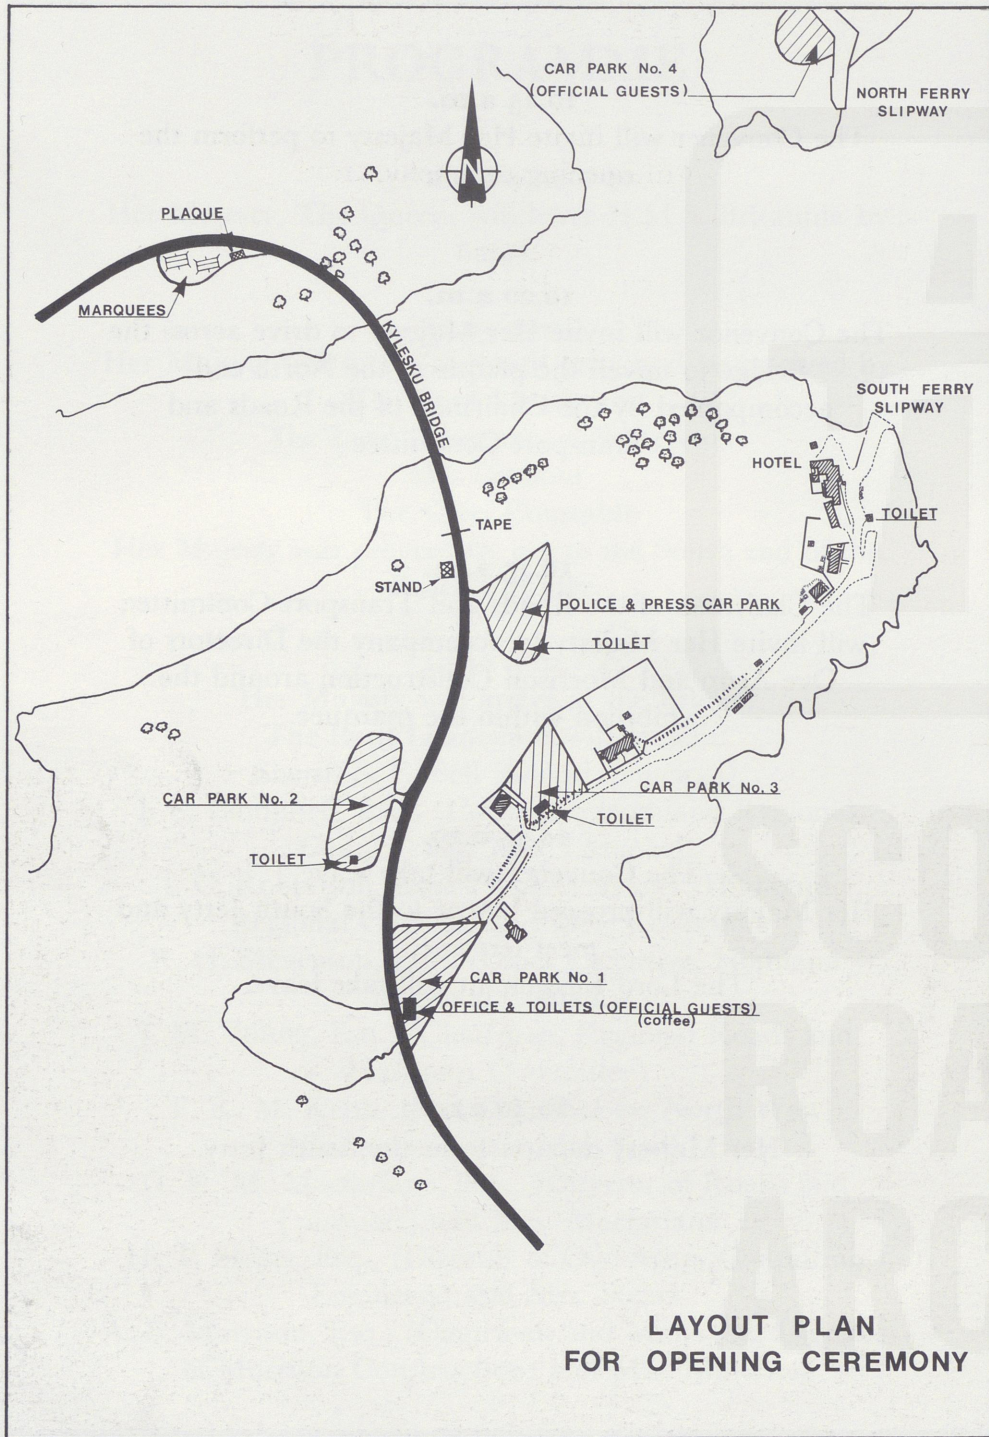 CAR PARK No. 4
(OFFICIAL GUESTS)
NORTH FERRY
SLIPWAY
N
PLAQUE
MARQUEES
KYLESKU BRIDGE
SOUTH FERRY
SLIPWAY
HOTEL
TOILET
TAPE
STAND
POLICE & PRESS CAR PARK
TOILET
CAR PARK No. 3
CAR PARK No. 2
TOILET
TOILET
CAR PARK No. 1
OFFICE & TOILETS (OFFICIAL GUESTS)
(coffee)
LAYOUT PLAN
FOR OPENING CEREMONY